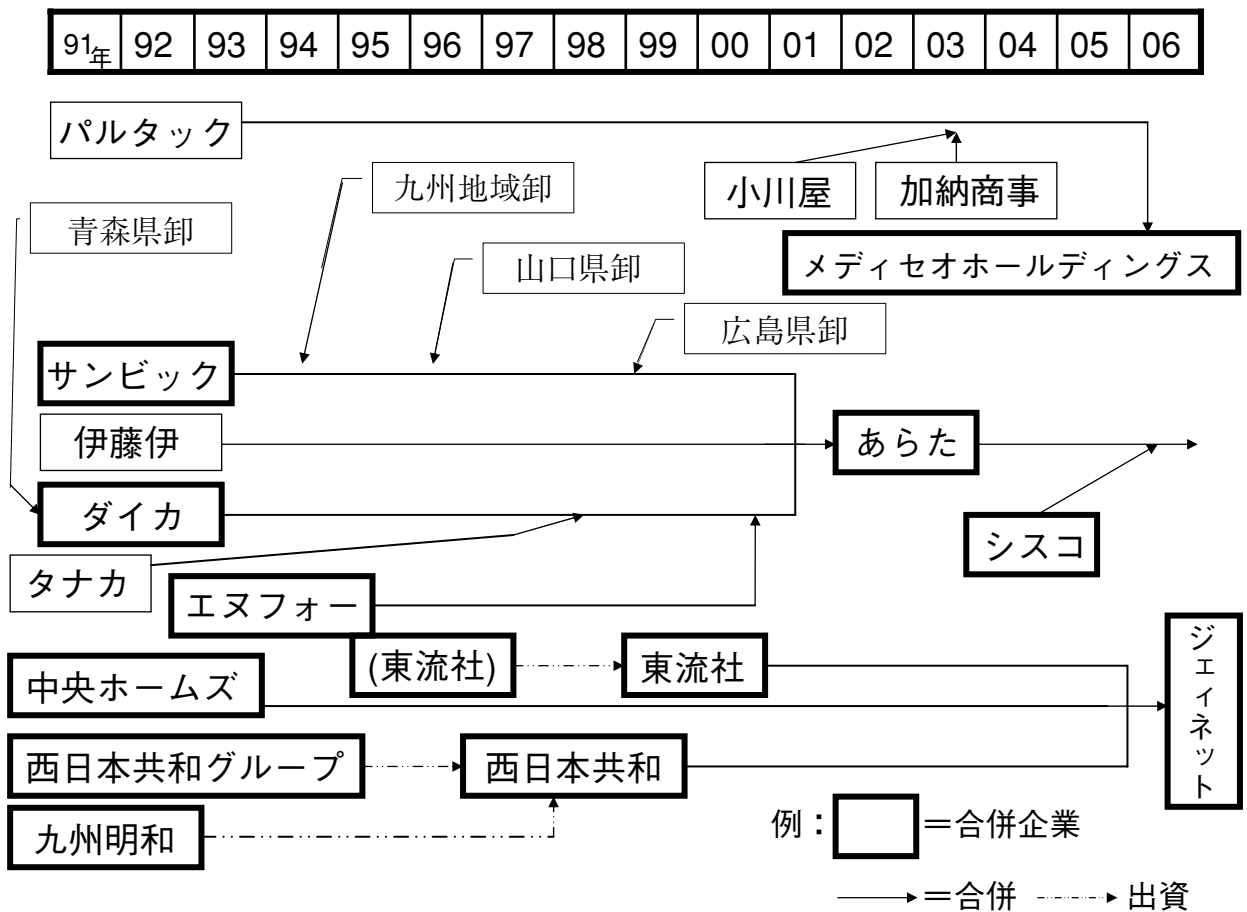 91年 92 93 94 95 96 97 98 99 00 01 02 03 04 05 06
パルタック
九州地域卸
小川屋
加納商事
青森県卸
山口県卸
メディセオホールディングス
広島県卸
サンビック
伊藤伊
あらた
ダイカ
シスコ
タナカ
エヌフォー
ジェイネット
(東流社)
東流社
中央ホームズ
西日本共和グループ
西日本共和
九州明和
例：
＝合併企業
＝合併
出資